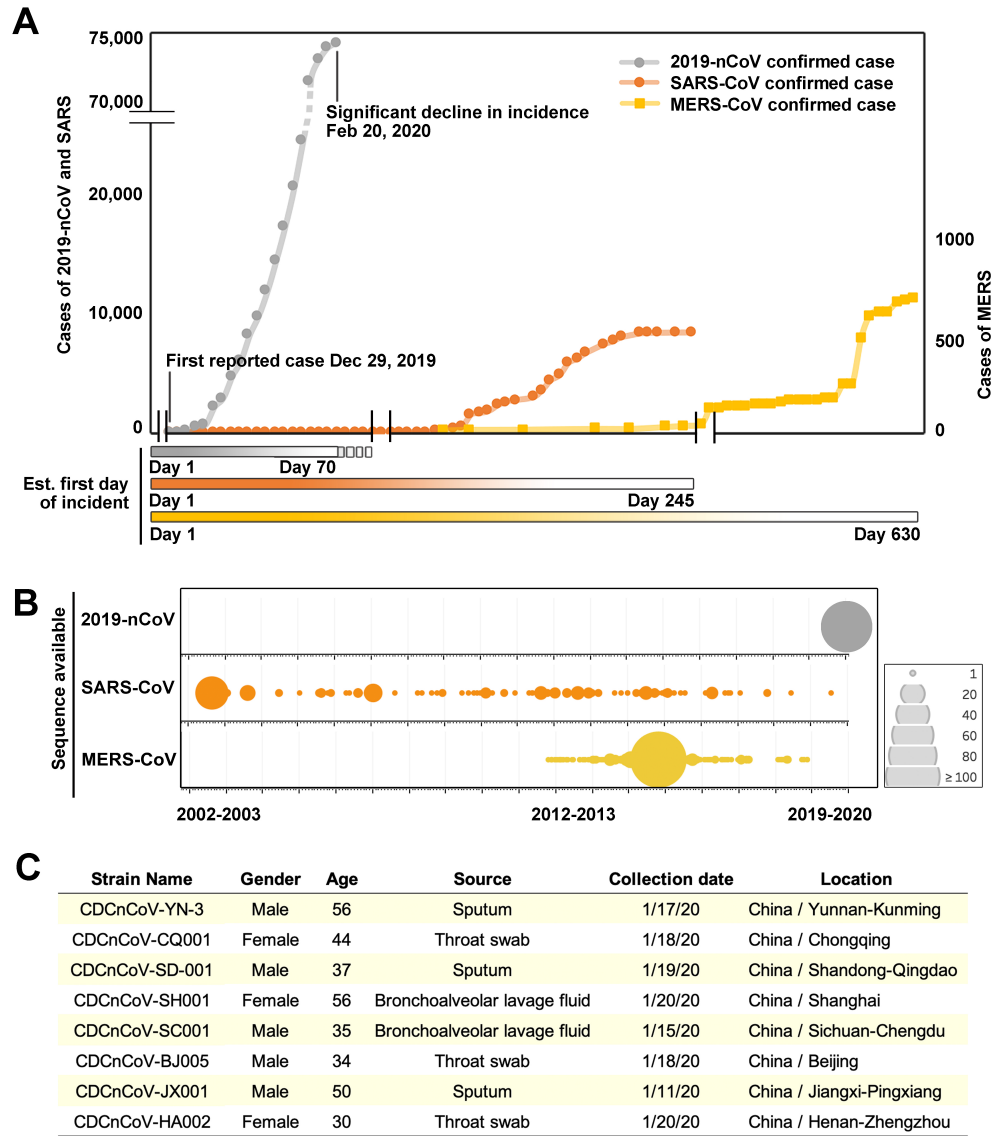 A
75,000
70,000
20,000
10,000
0
Cases of 2019-nCoV and SARS
2019-nCoV confirmed case
SARS-CoV confirmed case
MERS-CoV confirmed case
Significant decline in incidence
Feb 20, 2020
First reported case Dec 29, 2019
1000
500
0
Cases of MERS
Est. first day
of incident
Day 1 Day 70
Day 1 Day 245
Day 1 Day 630
B
Sequence available
2019-nCoV
SARS-CoV
MERS-CoV
2002-2003 2012-2013 2019-2020
1
20
40
60
80
≥100
C
Strain Name Gender Age Source Collection date Location
CDCnCoV-YN-3 Male 56 Sputum 1/17/20 China / Yunnan-Kunming
CDCnCoV-CQ001 Female 44 Throat swab 1/18/20 China / Chongqing
CDCnCoV-SD-001 Male 37 Sputum 1/19/20 China / Shandong-Qingdao
CDCnCoV-SH001 Female 56 Bronchoalveolar lavage fluid 1/20/20 China / Shanghai
CDCnCoV-SC001 Male 35 Bronchoalveolar lavage fluid 1/15/20 China / Sichuan-Chengdu
CDCnCoV-BJ005 Male 34 Throat swab 1/18/20 China / Beijing
CDCnCoV-JX001 Male 50 Sputum 1/11/20 China / Jiangxi-Pingxiang
CDCnCoV-HA002 Female 30 Throat swab 1/20/20 China / Henan-Zhengzhou